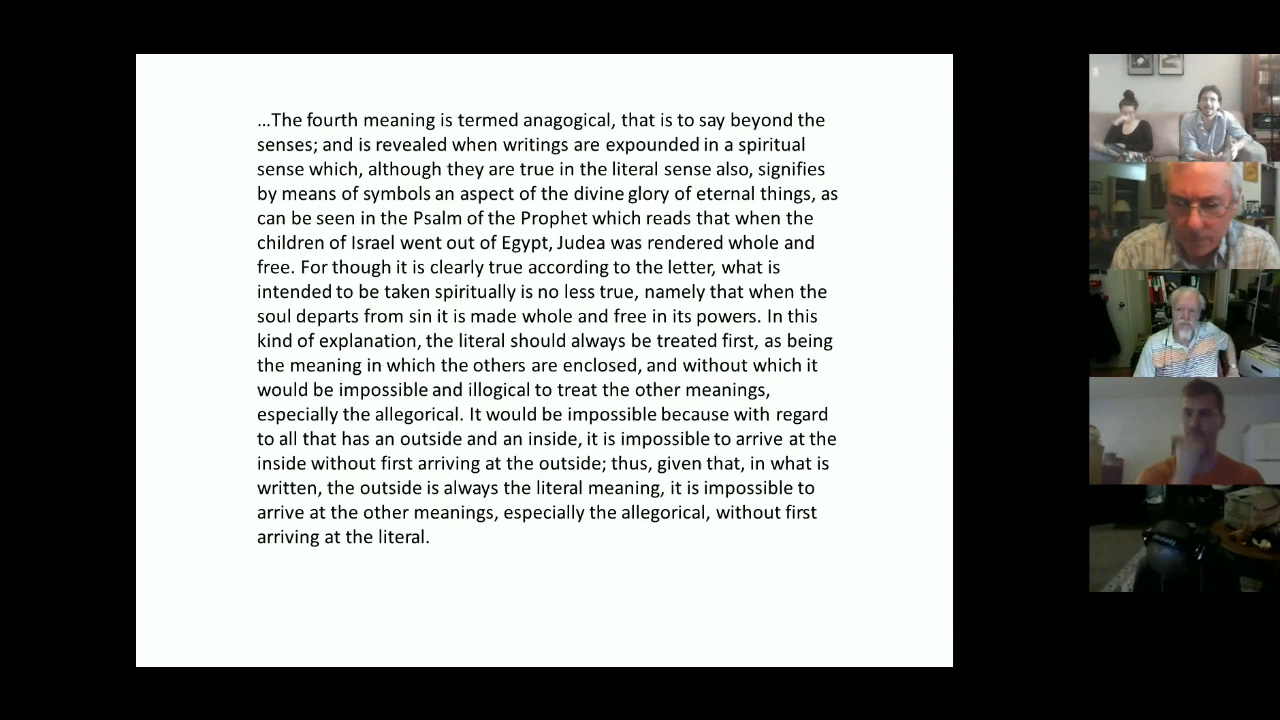 ...The fourth meaning is termed anagogical, that is to say beyond the
senses; and is revealed when writings are expounded in a spiritual
sense which, although they are true in the literal sense also, signifies
by means of symbols an aspect of the divine glory of eternal things, as
can be seen in the Psalm of the Prophet which reads that when the
children of Israel went out of Egypt, Judea was rendered whole and
free. For though it is clearly true according to the letter, what is
intended to be taken spiritually is no less true, namely that when the
soul departs from sin it is made whole and free in its powers. In this
kind of explanation, the literal should always be treated first, as being
the meaning in which the others are enclosed, and without which it
would be impossible and illogical to treat the other meanings,
especially the allegorical. It would be impossible because with regard
to all that has an outside and an inside, it is impossible to arrive at the
inside without first arriving at the outside; thus, given that, in what is
written, the outside is always the literal meaning, it is impossible to
arrive at the other meanings, especially the allegorical, without first
arriving at the literal.